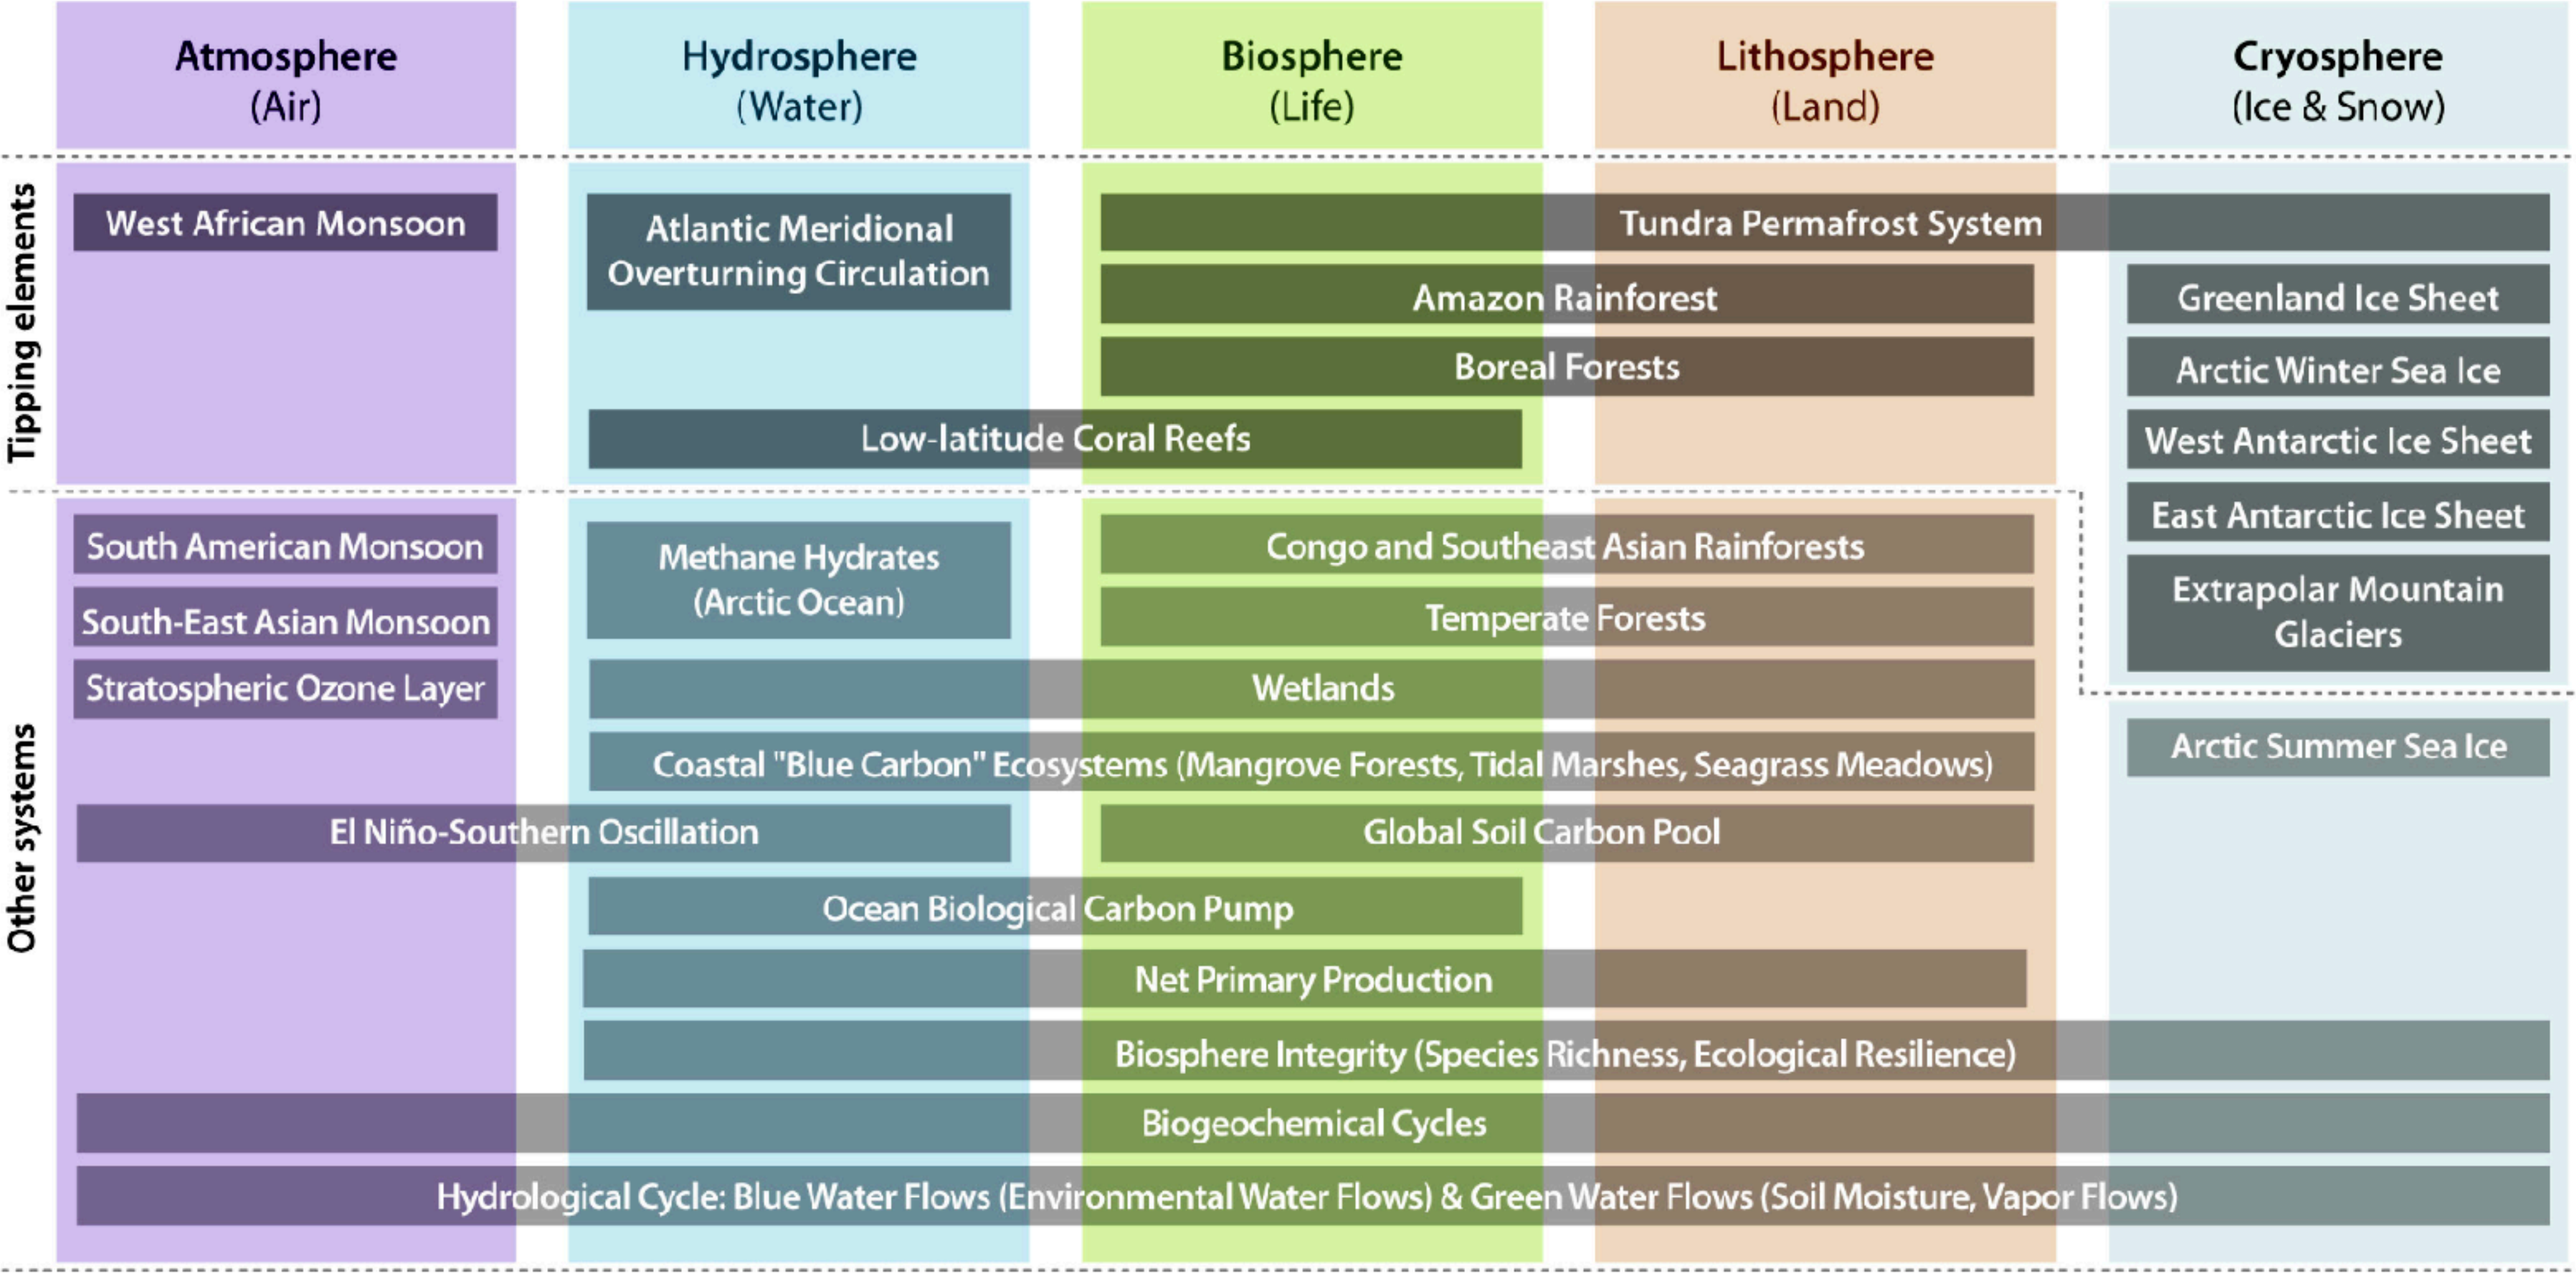 Atmosphere
(Air)
Hydrosphere
(Water)
Biosphere
(Life)
Lithosphere
(Land)
Cryosphere
(Ice & Snow)
Tipping elements
West African Monsoon
Atlantic Meridional
Overturning Circulation
Tundra Permafrost System
Amazon Rainforest
Boreal Forests
Low-latitude Coral Reefs
Greenland Ice Sheet
Arctic Winter Sea Ice
West Antarctic Ice Sheet
East Antarctic Ice Sheet
Extrapolar Mountain
Glaciers
Other systems
South American Monsoon
South-East Asian Monsoon
Stratospheric Ozone Layer
Methane Hydrates
(Arctic Ocean)
Congo and Southeast Asian Rainforests
Temperate Forests
Wetlands
Coastal "Blue Carbon" Ecosystems (Mangrove Forests, Tidal Marshes, Seagrass Meadows)
Arctic Summer Sea Ice
El Niño-Southern Oscillation
Global Soil Carbon Pool
Ocean Biological Carbon Pump
Net Primary Production
Biosphere Integrity (Species Richness, Ecological Resilience)
Biogeochemical Cycles
Hydrological Cycle: Blue Water Flows (Environmental Water Flows) & Green Water Flows (Soil Moisture, Vapor Flows)